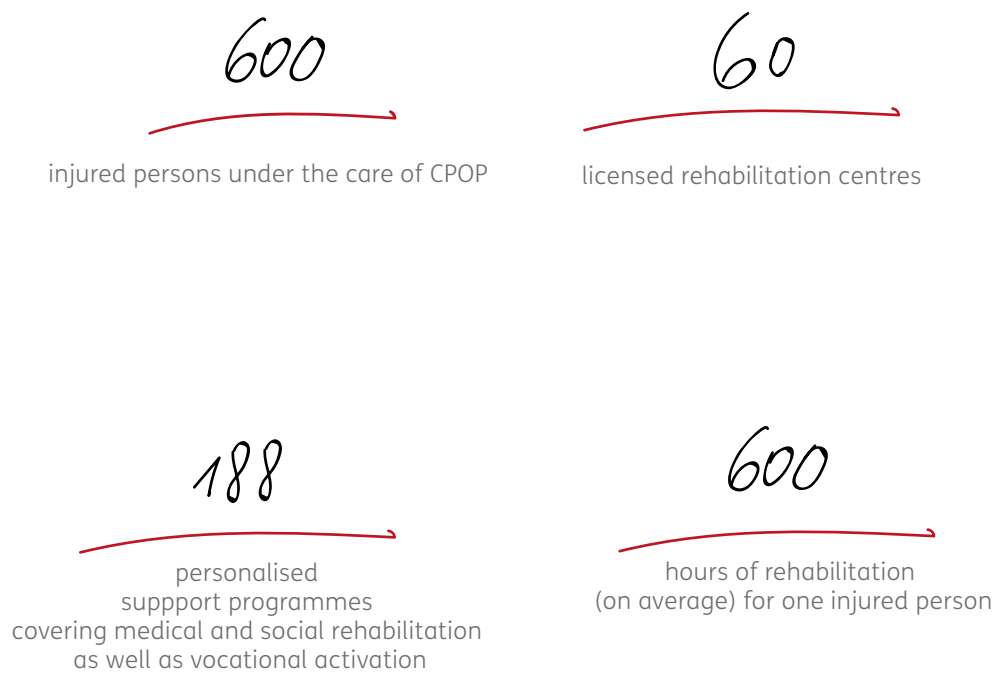 600
injured persons under the care of CPOP
60
licensed rehabilitation centres
188
personalised
suppport programmes
covering medical and social rehabilitation
as well as vocational activation
600
hours of rehabilitation
(on average) for one injured person